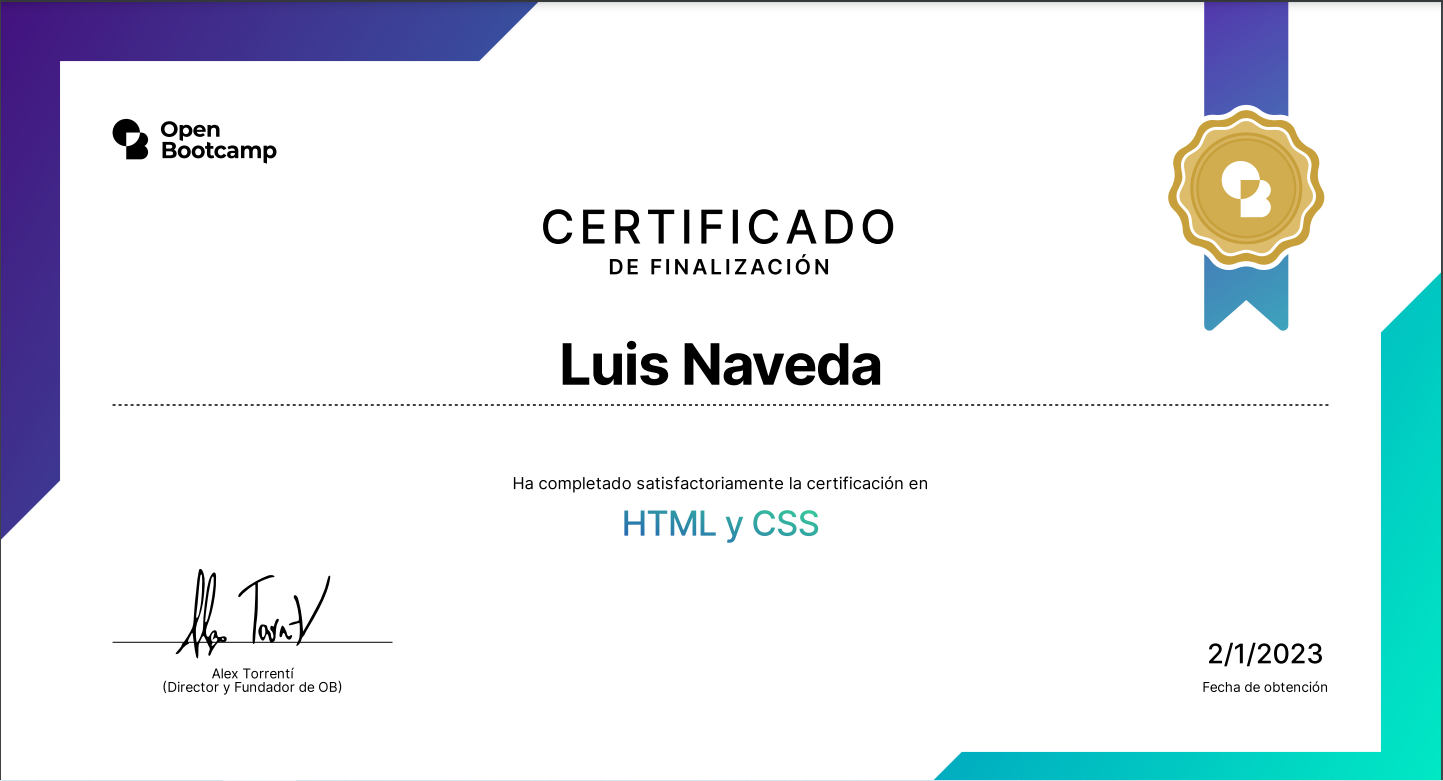 Open
Bootcamp
CERTIFICADO
DE FINALIZACIÓN
Luis Naveda
Ha completado satisfactoriamente la certificación en
HTML y CSS
Alex Torrentí
(Director y Fundador de OB)
2/1/2023
Fecha de obtención